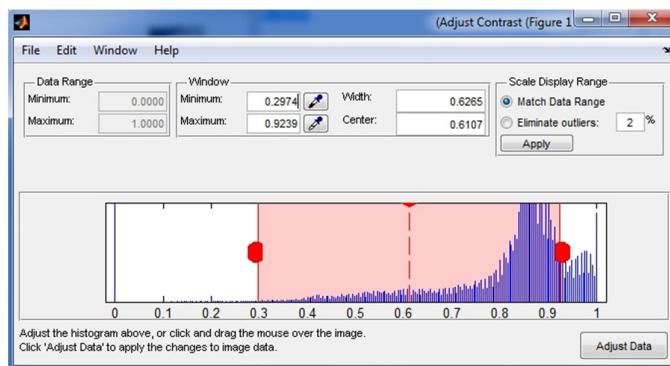 (Adjust Contrast (Figure 1
File Edit Window Help
Data Range
Minimum: 0.0000
Maximum: 1.0000
Window
Minimum: 0.2974
Maximum: 0.9239
Width: 0.6265
Center: 0.6107
Scale Display Range
Match Data Range
Eliminate outliers: 2 %
Apply
0 0.1 0.2 0.3 0.4 0.5 0.6 0.7 0.8 0.9 1
Adjust the histogram above, or click and drag the mouse over the image.
Click 'Adjust Data' to apply the changes to image data.
Adjust Data